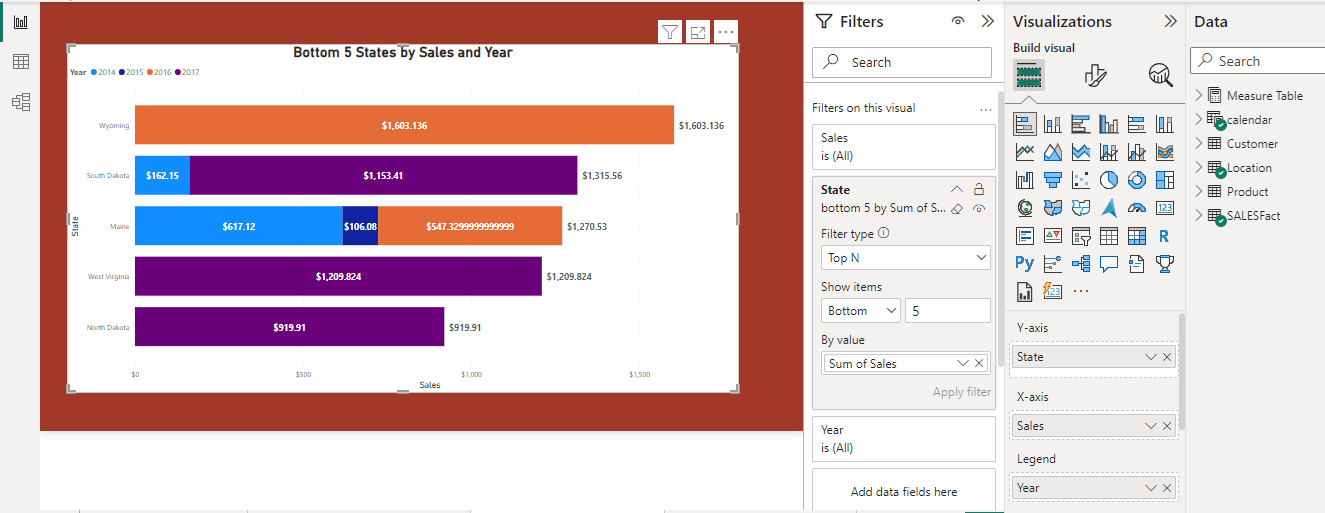 Bottom 5 States by Sales and Year
Year 2014 2015 2016 2017
Wyoming $1,603.136 $1,603.136
South Dakota $162.15 $1,153.41 $1,315.56
Maine $617.12 $106.08 $547.3299999999999 $1,270.53
West Virginia $1,209.824 $1,209.824
North Dakota $919.91 $919.91
State
$0 $500 $1,000 $1,500
Sales
Filters
Search
Filters on this visual
Sales
is (All)
State
bottom 5 by Sum of S...
Filter type
Top N
Show items
Bottom 5
By value
Sum of Sales
Apply filter
Year
is (All)
Add data fields here
Visualizations
Build visual
123
R
Py
123
Y-axis
State
X-axis
Sales
Legend
Year
Data
Search
Measure Table
calendar
Customer
Location
Product
SALESFact